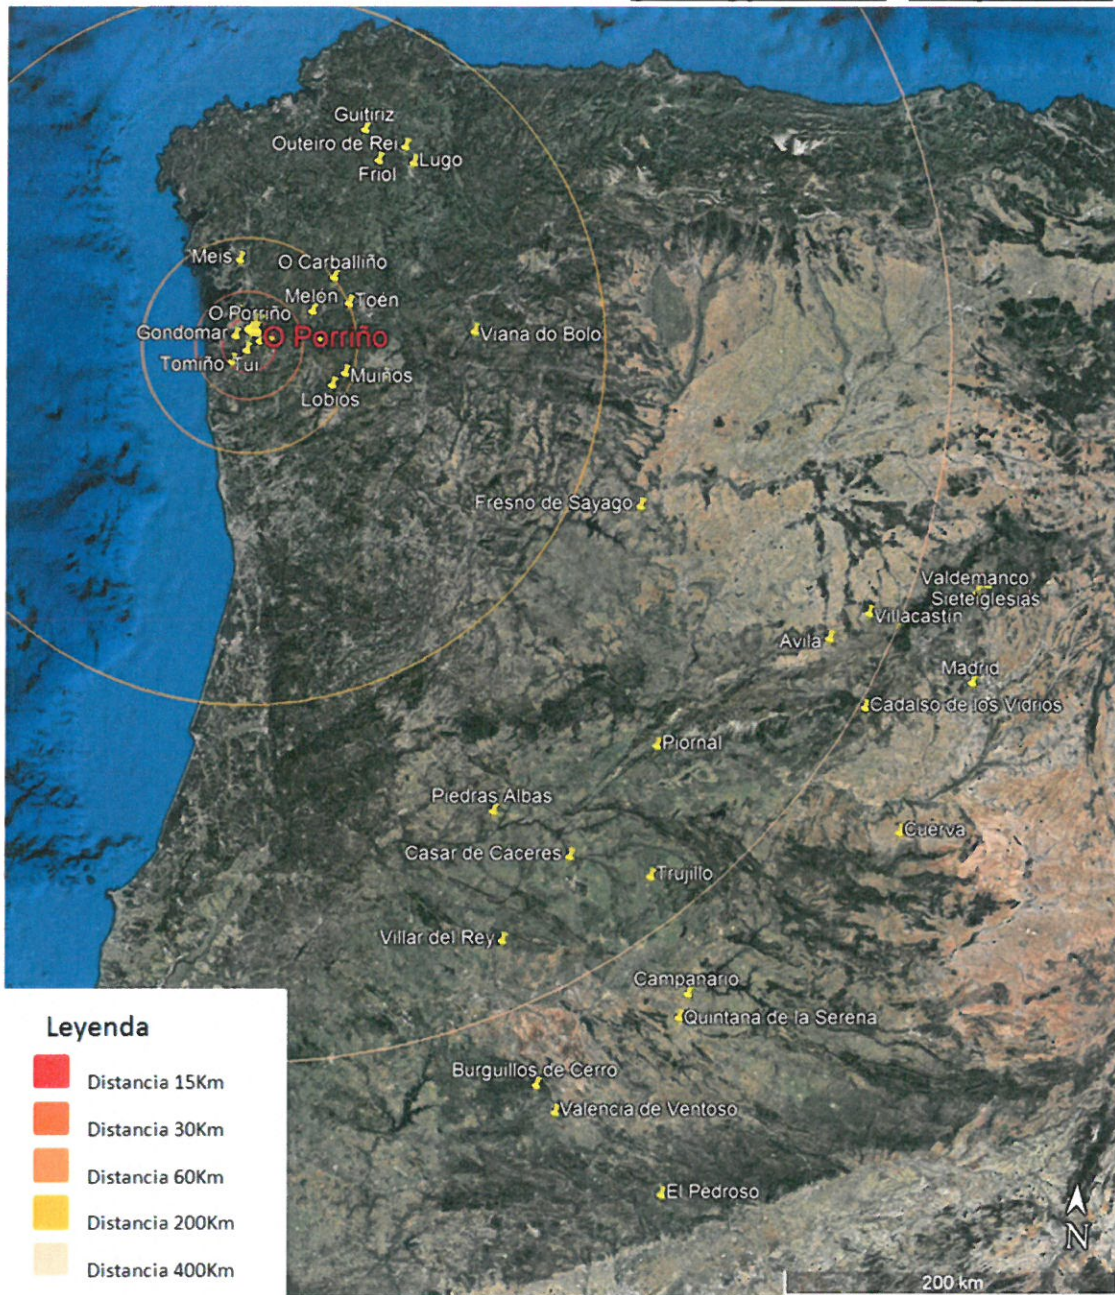 Guitiriz
Outeiro de Rei
Lugo
Friol
Meis
O Carballiño
Melón
Toén
O Porriño
Gondomar
O Porriño
Viana do Bolo
Tomiño
Tui
Muiños
Lobios
Fresno de Sayago
Valdemanco
Sieteiglesias
Villacastín
Avila
Madrid
Cadalso de los Vidrios
Piornal
Piedras Albas
Cuerva
Casar de Cáceres
Trujillo
Villar del Rey
Campanario
Quintana de la Serena
Burguillos de Cerro
Valencia de Ventoso
El Pedroso
Leyenda
Distancia 15Km
Distancia 30Km
Distancia 60Km
Distancia 200Km
Distancia 400Km
N
200 km